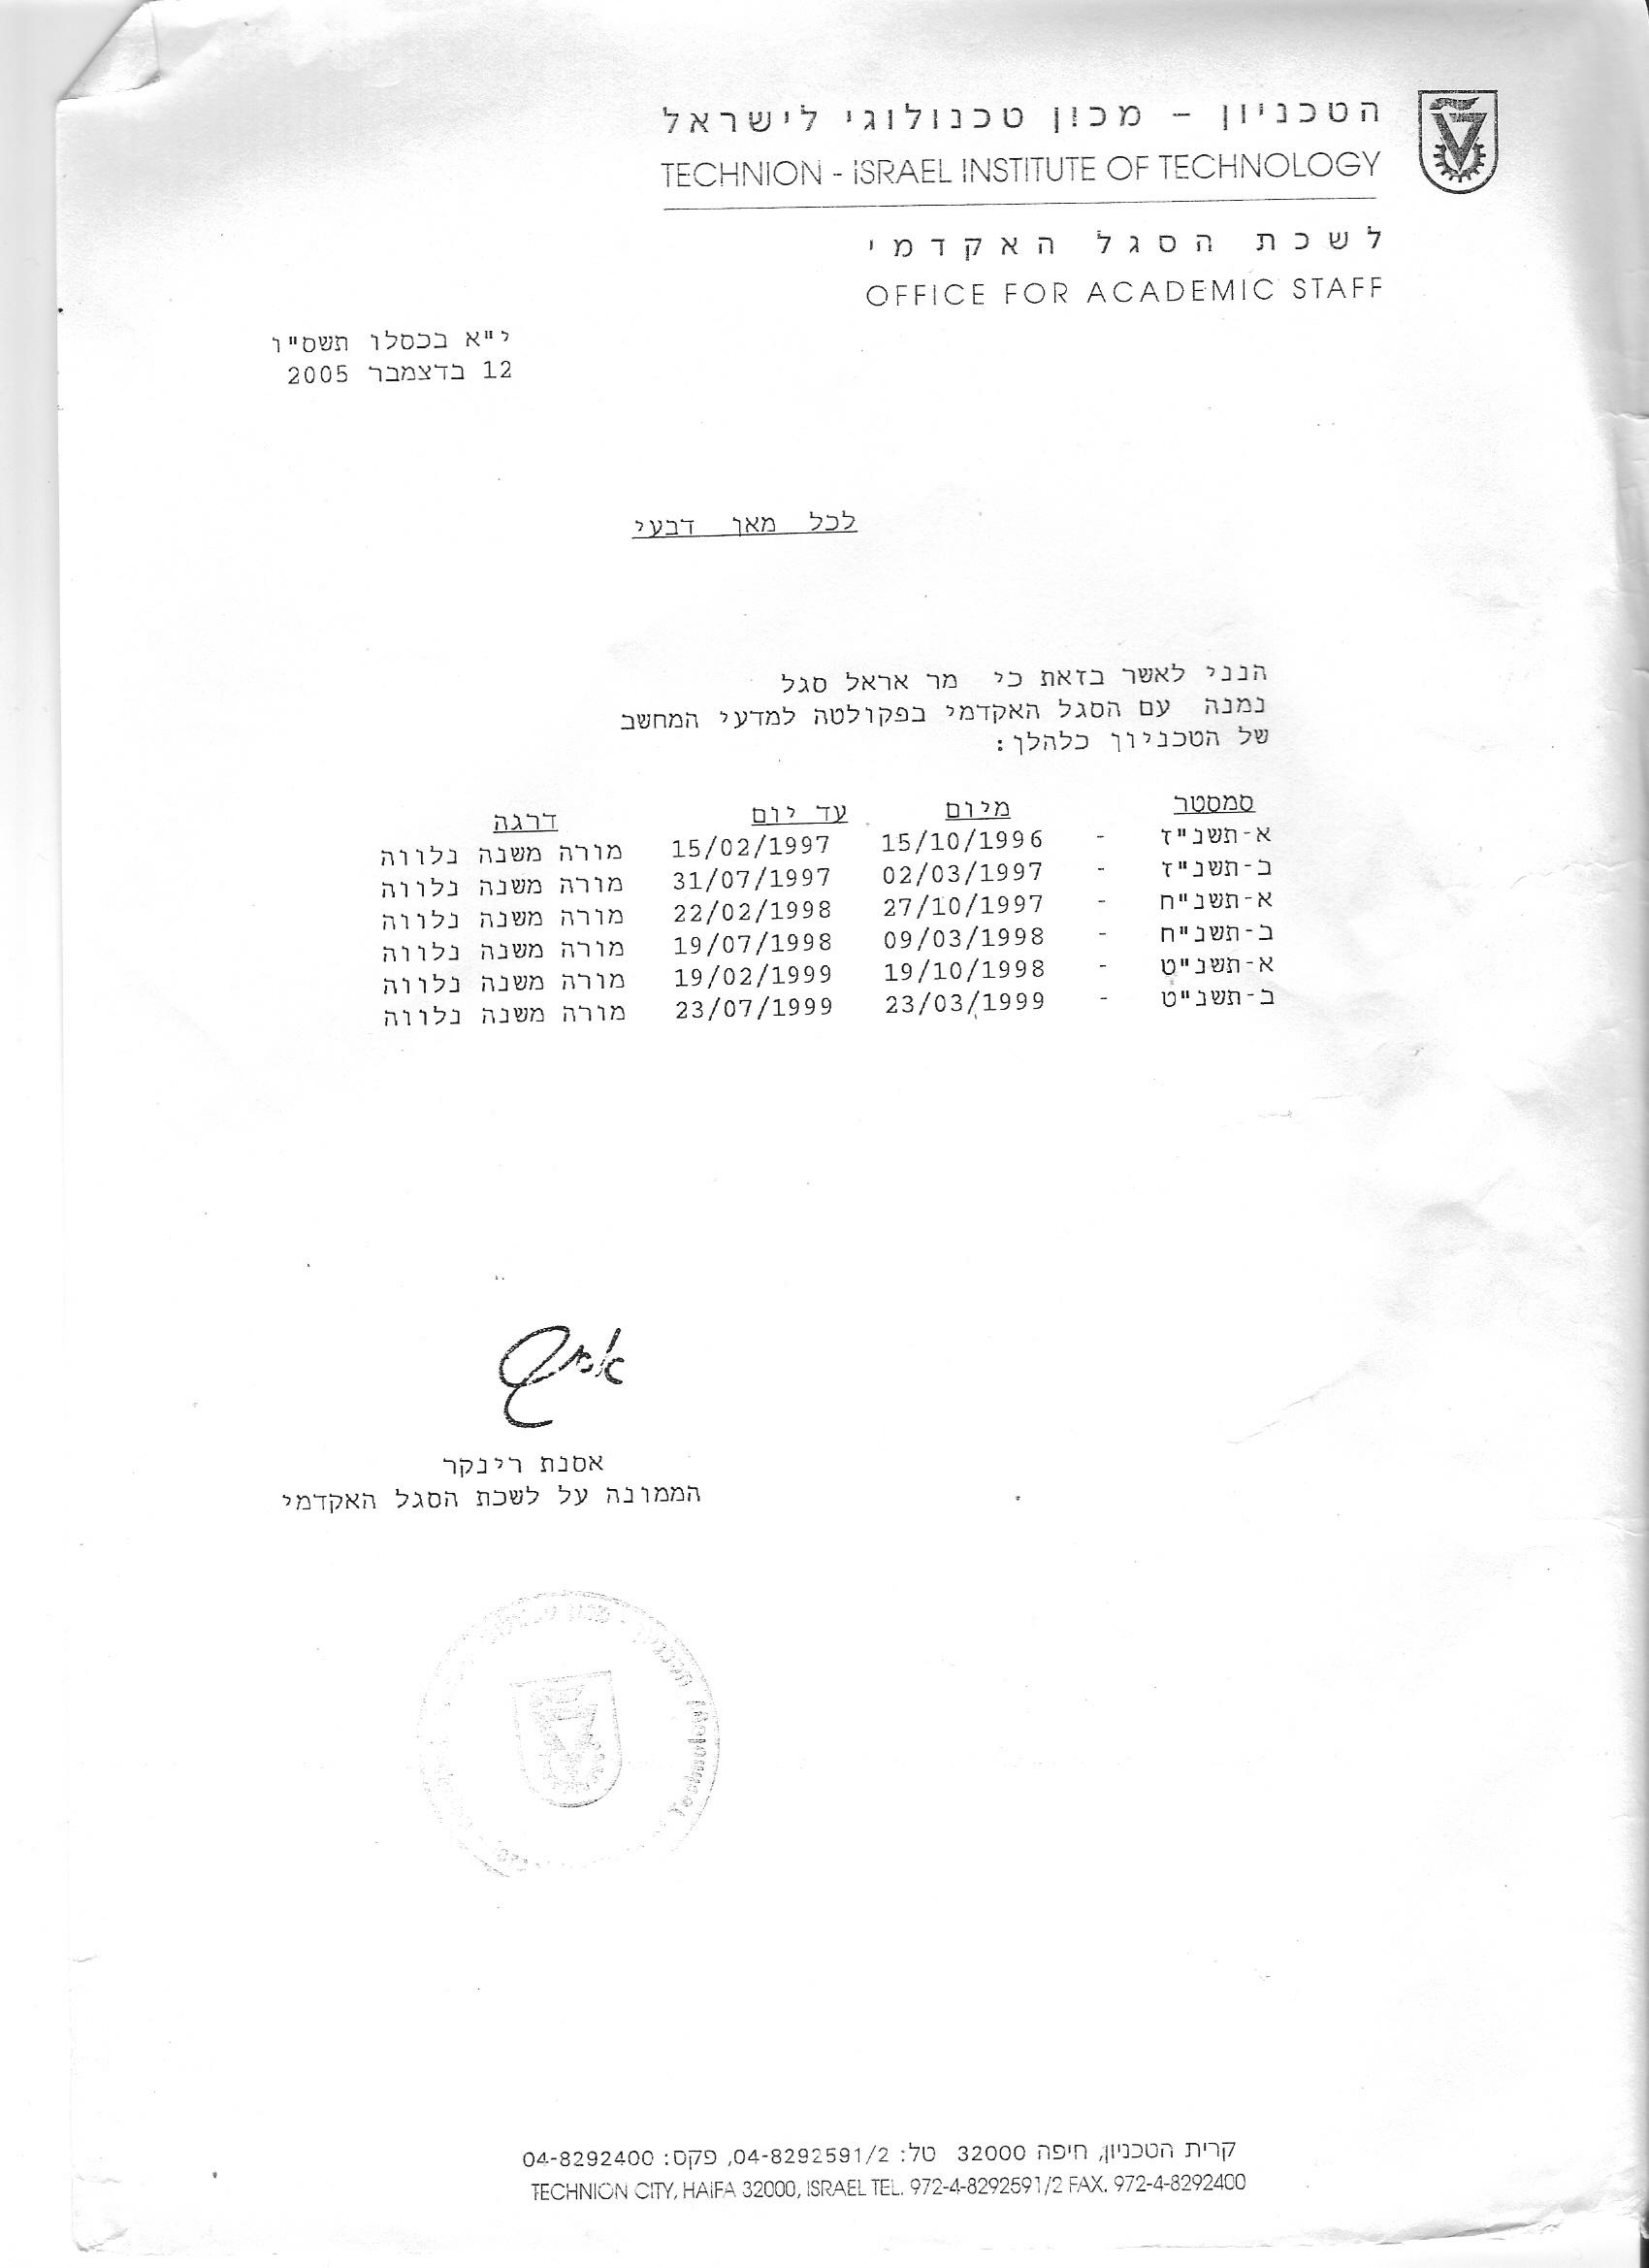 הטכניון – מכון טכנולוגי לישראל
TECHNION - ISRAEL INSTITUTE OF TECHNOLOGY
לשכת הסגל האקדמי
OFFICE FOR ACADEMIC STAFF
י"א בכסלו תשס"ו
12 בדצמבר 2005
לכל מאן דבעי
הנני לאשר בזאת כי מר אראל סגל
נמנה עם הסגל האקדמי בפקולטה למדעי המחשב
של הטכניון כלהלן:
סמסטר מיום עד יום דרגה
א-תשנ"ז - 15/10/1996 15/02/1997 מורה משנה נלווה
ב-תשנ"ז - 02/03/1997 31/07/1997 מורה משנה נלווה
א-תשנ"ח - 27/10/1997 22/02/1998 מורה משנה נלווה
ב-תשנ"ח - 09/03/1998 19/07/1998 מורה משנה נלווה
א-תשנ"ט - 19/10/1998 19/02/1999 מורה משנה נלווה
ב-תשנ"ט - 23/03/1999 23/07/1999 מורה משנה נלווה
אסנת רינקר
הממונה על לשכת הסגל האקדמי
הטכניון - מכון
Technology
קרית הטכניון, חיפה 32000 טל: 04-8292591/2, פקס: 04-8292400
TECHNION CITY, HAIFA 32000, ISRAEL TEL. 972-4-8292591/2 FAX. 972-4-8292400